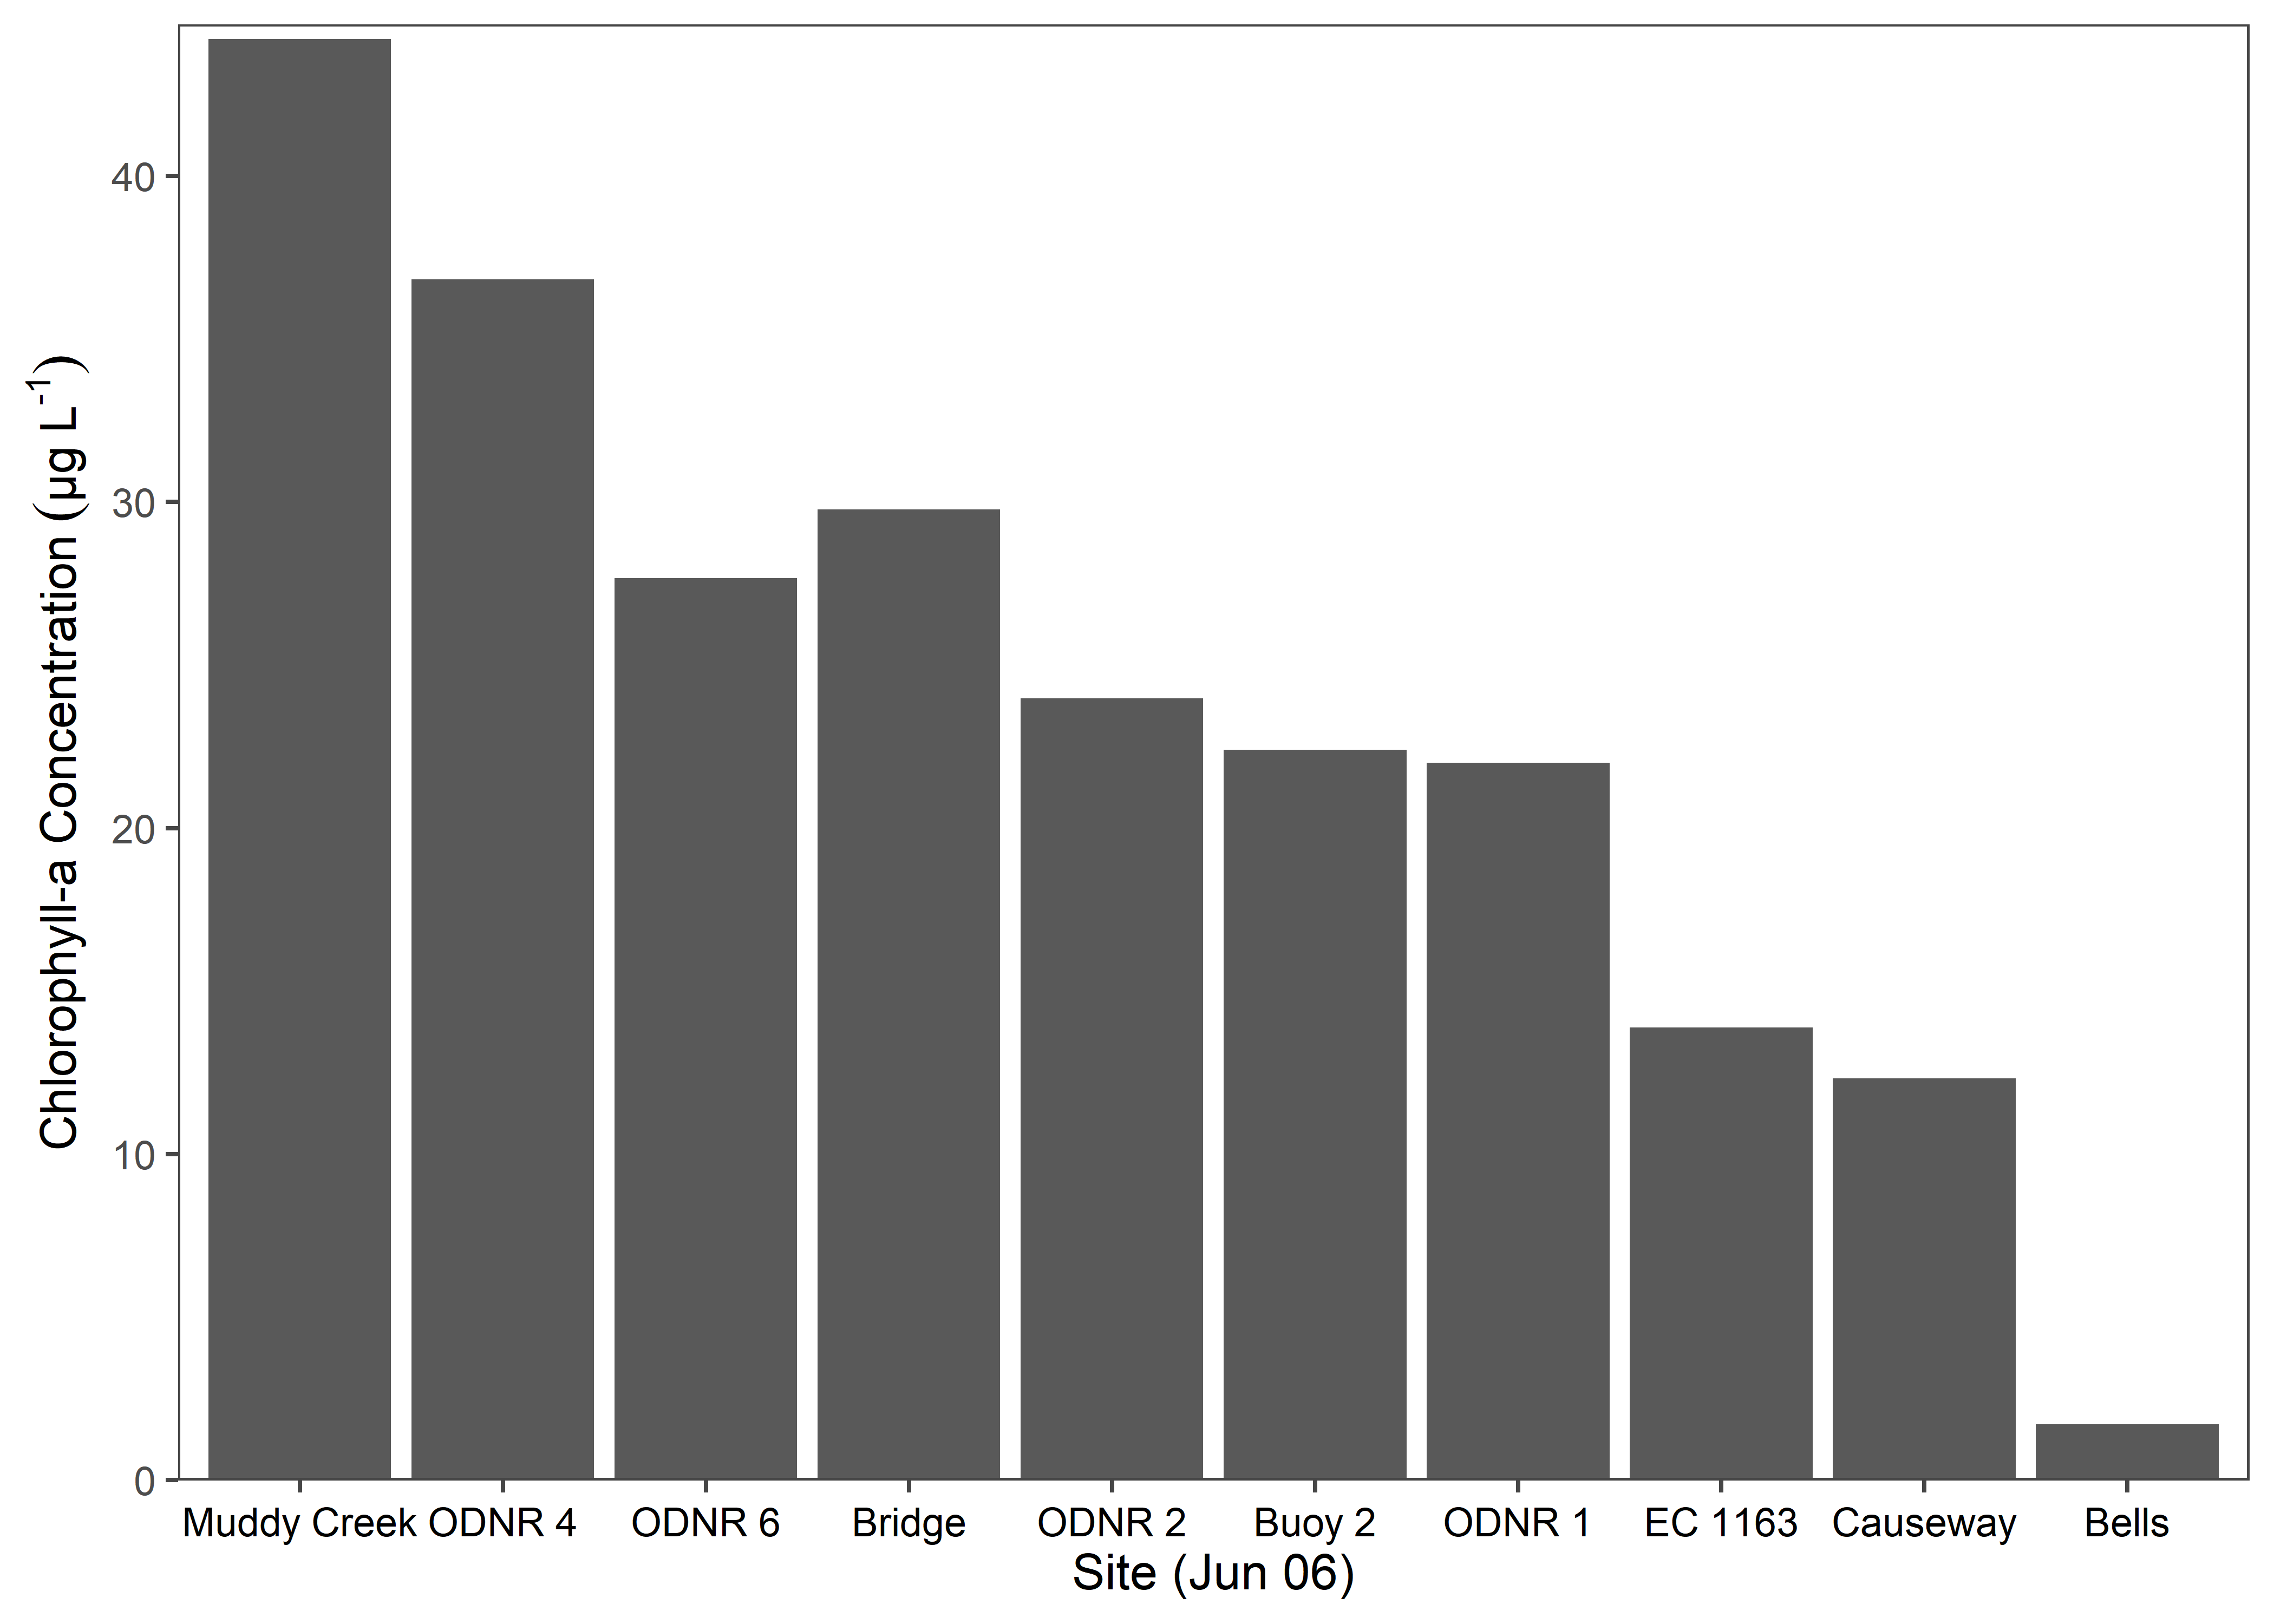 Chlorophyll-a Concentration (µg L⁻¹)
40
30
20
10
0
Muddy Creek ODNR 4 ODNR 6 Bridge ODNR 2 Buoy 2 ODNR 1 EC 1163 Causeway Bells
Site (Jun 06)